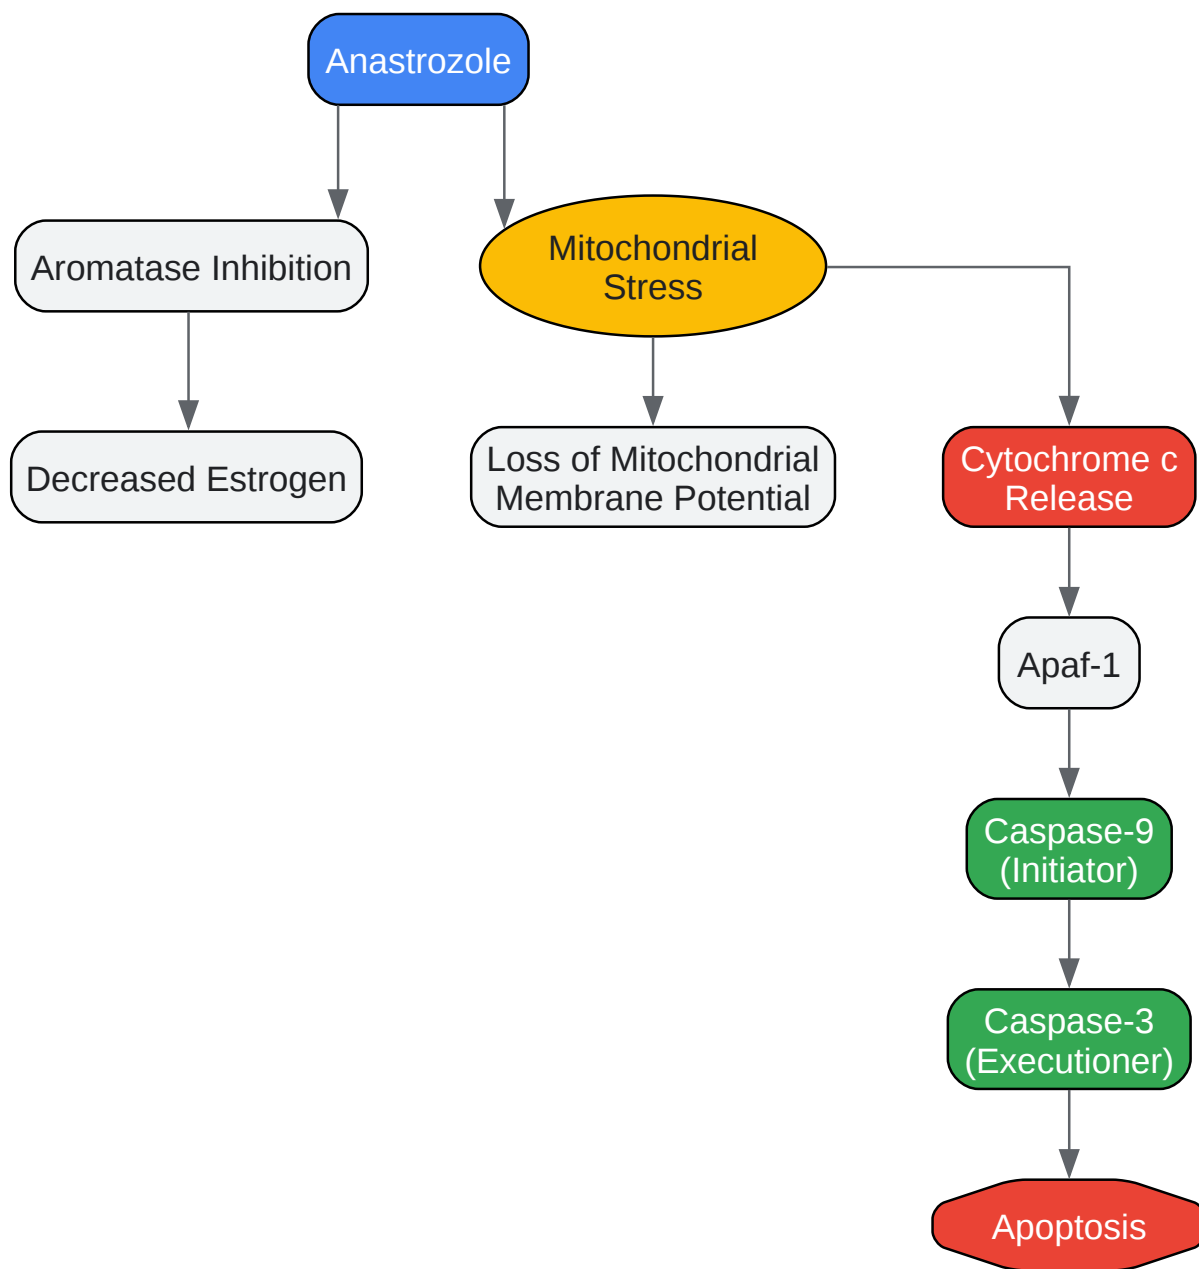 Anastrozole
Aromatase Inhibition
Mitochondrial
Stress
Decreased Estrogen
Loss of Mitochondrial
Membrane Potential
Cytochrome c
Release
Apaf-1
Caspase-9
(Initiator)
Caspase-3
(Executioner)
Apoptosis